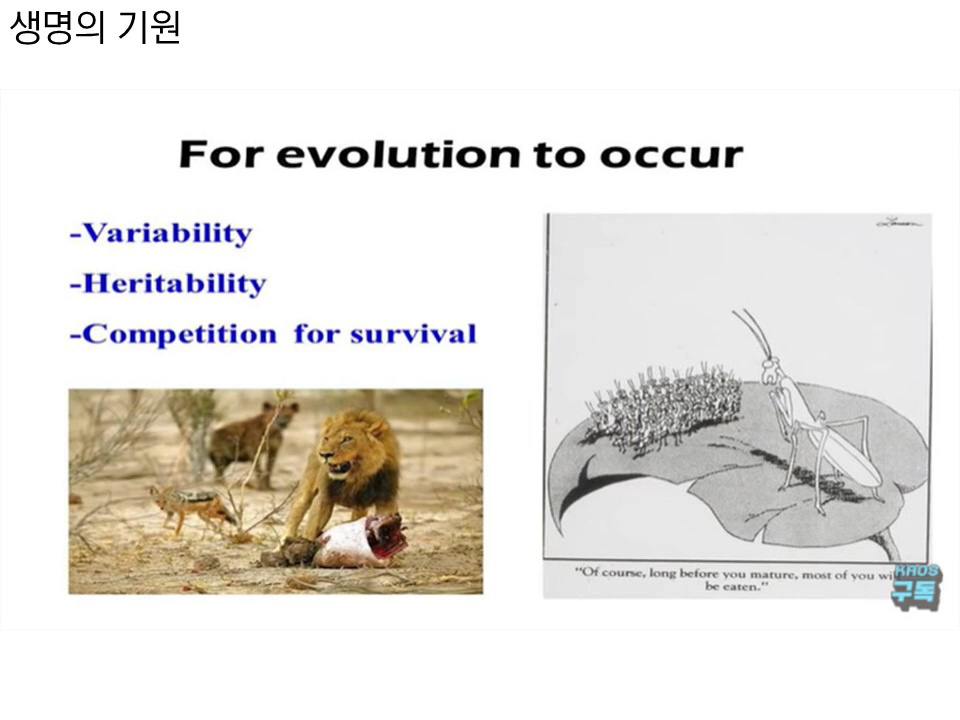 생명의 기원
For evolution to occur
-Variability
-Heritability
-Competition for survival
"Of course, long before you mature, most of you wi
be eaten."
KAOS
구독